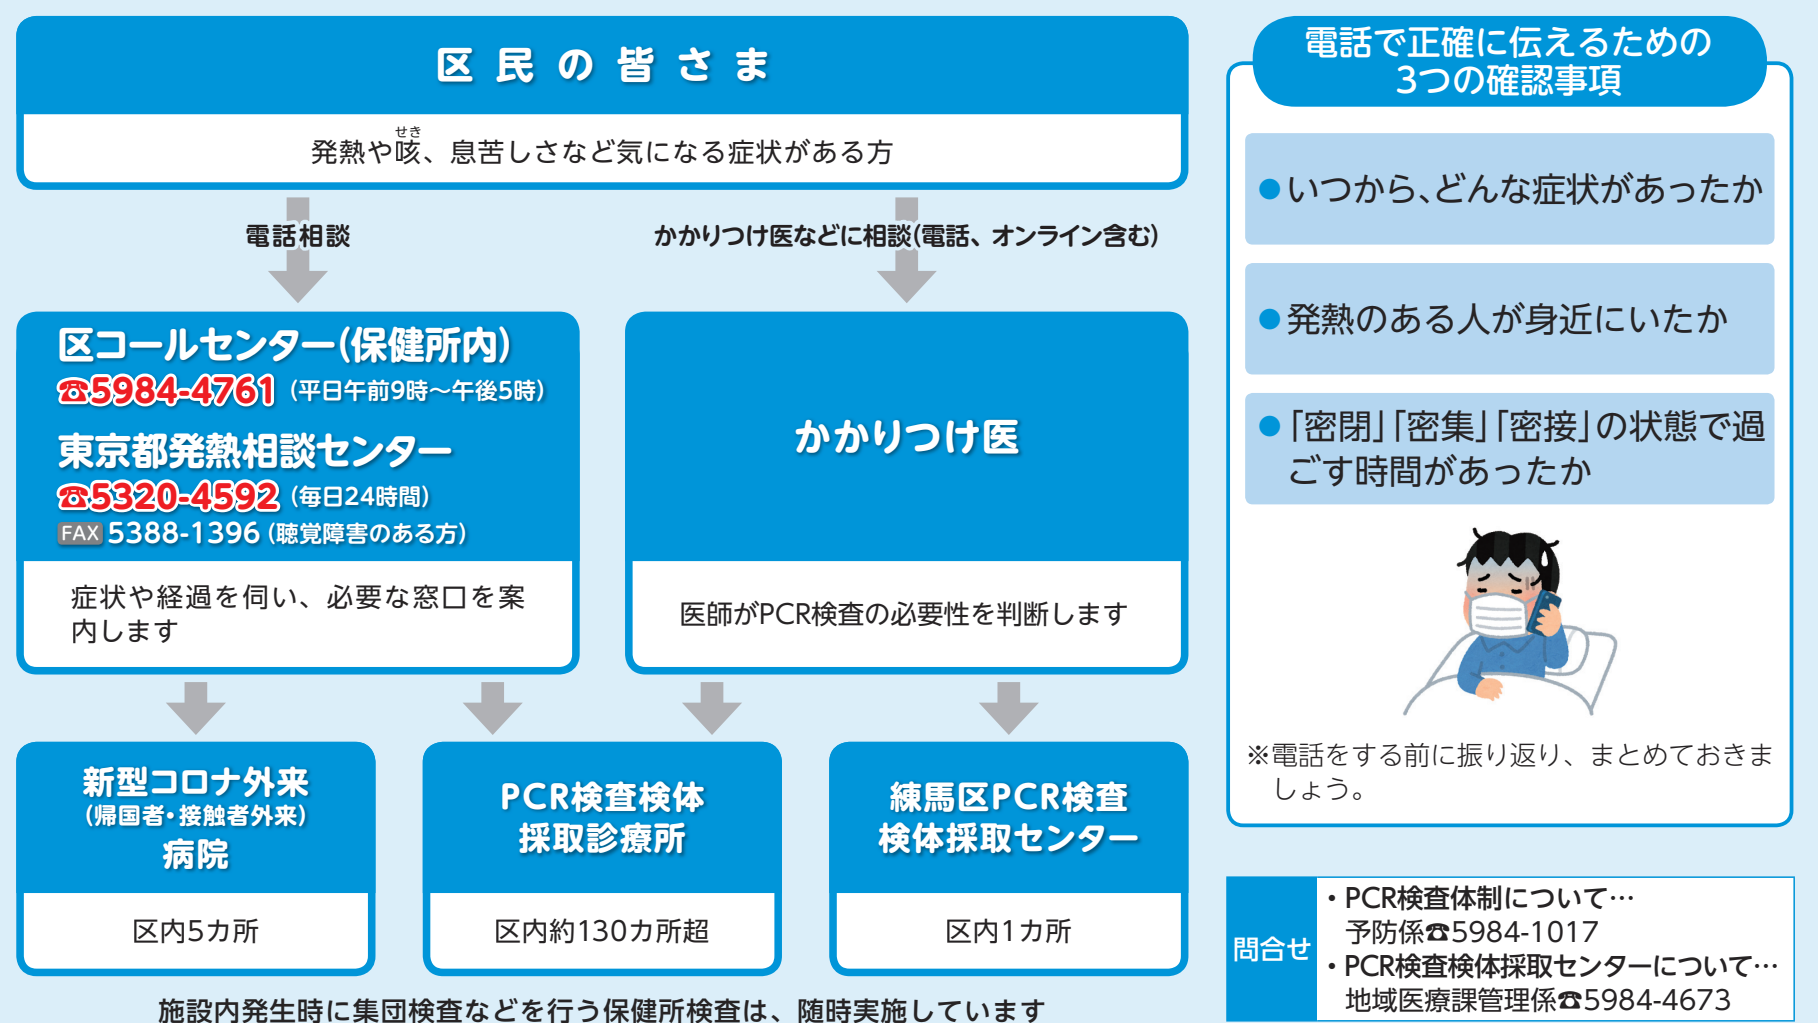 区民の皆さま
せき
発熱や咳、息苦しさなど気になる症状がある方
電話相談
かかりつけ医などに相談(電話、オンライン含む)
区コールセンター(保健所内)
☎5984-4761(平日午前9時～午後5時)
東京都発熱相談センター
☎5320-4592(毎日24時間)
FAX 5388-1396(聴覚障害のある方)
症状や経過を伺い、必要な窓口を案
内します
かかりつけ医
医師がPCR検査の必要性を判断します
新型コロナ外来
(帰国者・接触者外来)
病院
区内5カ所
PCR検査検体
採取診療所
区内約130カ所超
練馬区PCR検査
検体採取センター
区内1カ所
施設内発生時に集団検査などを行う保健所検査は、随時実施しています
電話で正確に伝えるための
3つの確認事項
●いつから、どんな症状があったか
●発熱のある人が身近にいたか
●「密閉」「密集」「密接」の状態で過
ごす時間があったか
※電話をする前に振り返り、まとめておきま
しょう。
問合せ
・PCR検査体制について…
予防係☎5984-1017
・PCR検査検体採取センターについて…
地域医療課管理係☎5984-4673